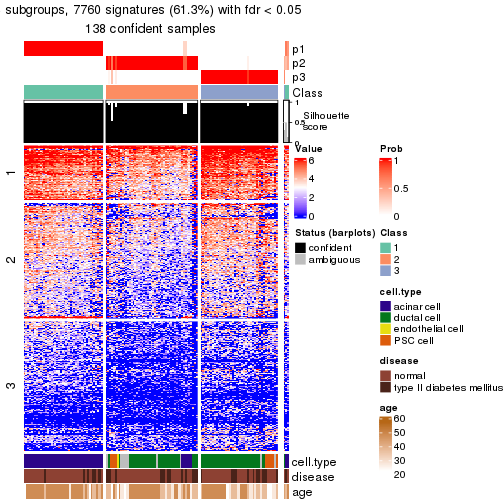 subgroups, 7760 signatures (61.3%) with fdr < 0.05
138 confident samples
p1
p2
p3
Class
1
0.5
0
Silhouette
score
1
2
3
Value
6
4
2
0
Prob
1
0.5
0
Status (barplots)
confident
ambiguous
Class
1
2
3
cell.type
acinar cell
ductal cell
endothelial cell
PSC cell
disease
normal
type II diabetes mellitus
age
60
50
40
30
20
cell.type
disease
age